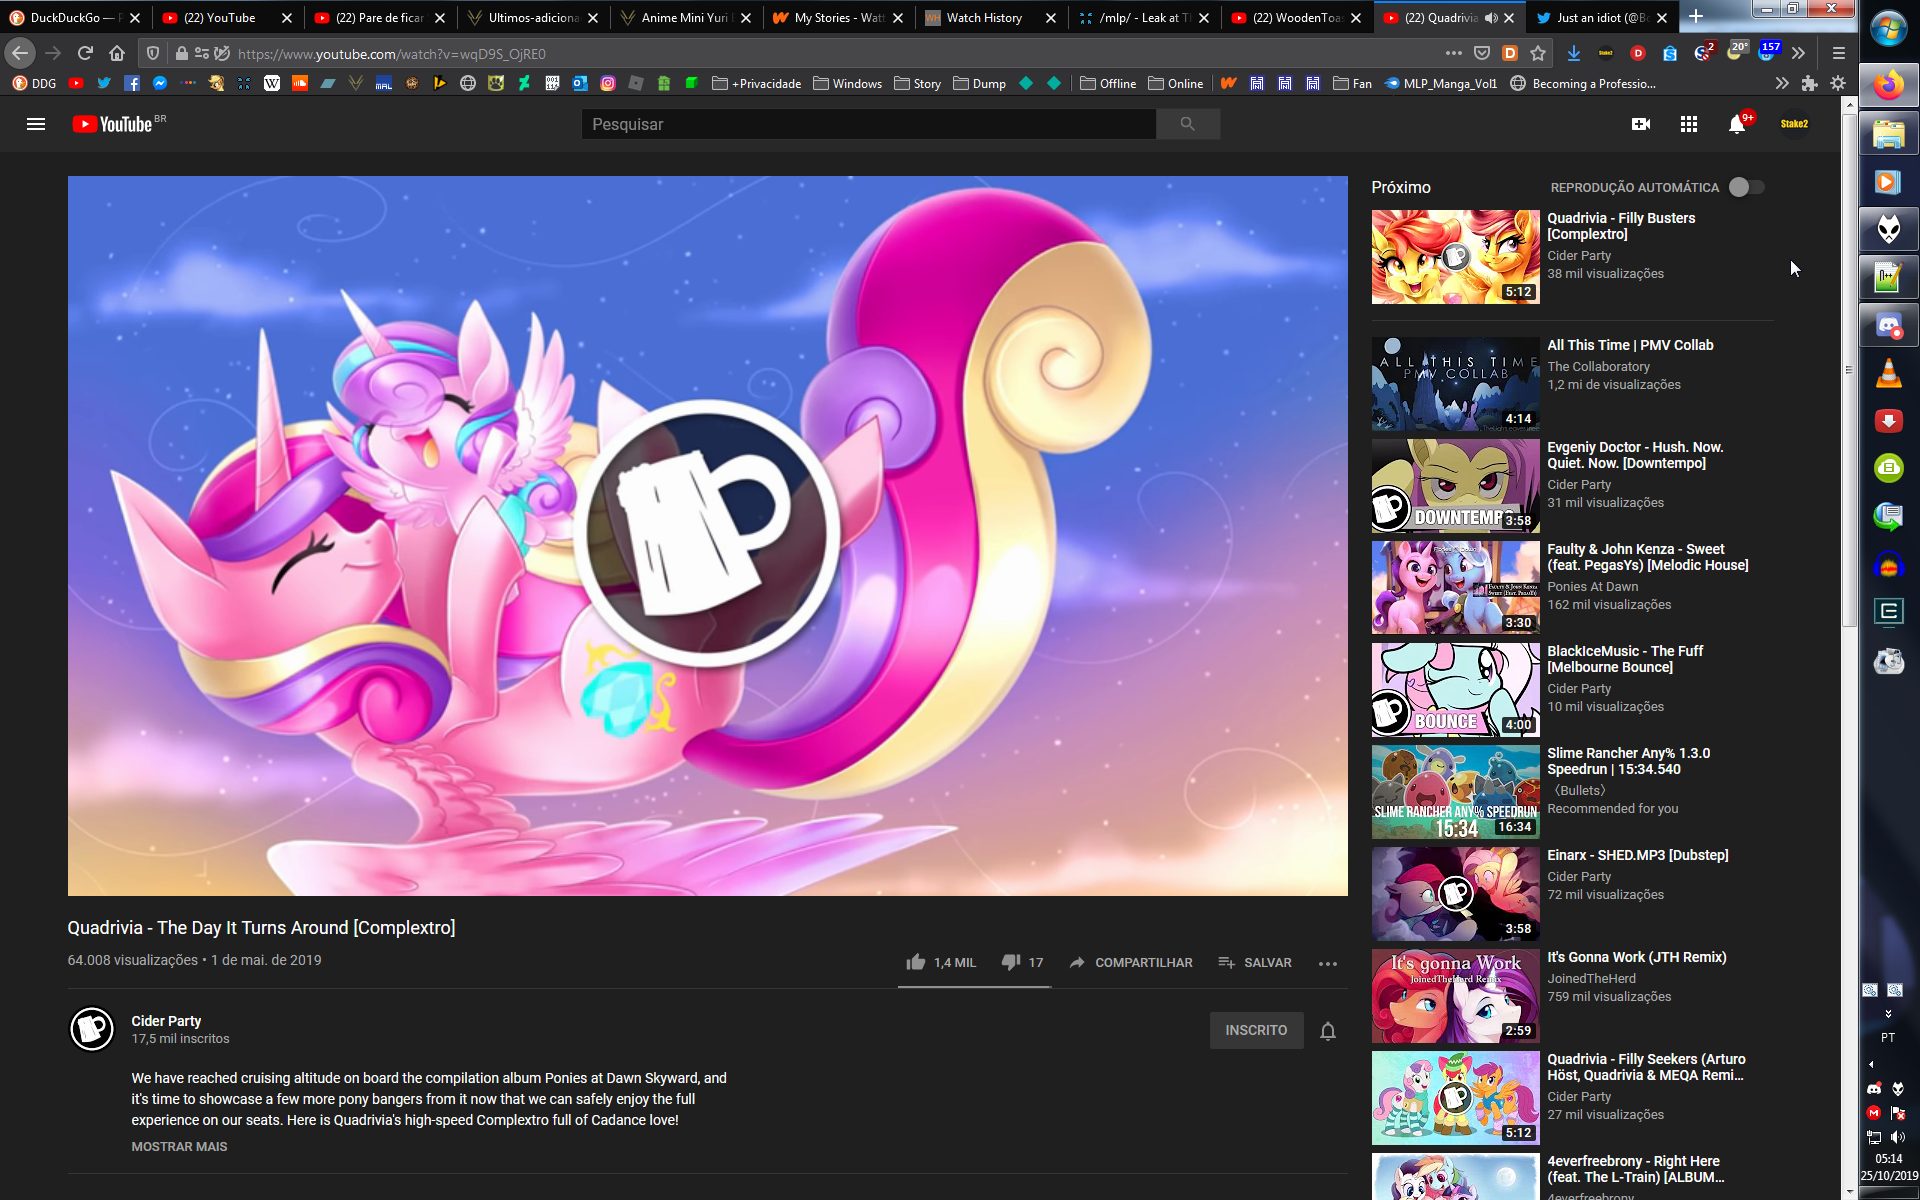 DuckDuckGo — P
(22) YouTube
(22) Pare de ficar
Ultimos-adiciona
Anime Mini Yuri
My Stories - Watt
Watch History
/mlp/ - Leak at T
(22) WoodenToas
(22) Quadrivia
Just an idiot (@Bo
https://www.youtube.com/watch?v=wqD9S_OjRE0
2
20°
157
DDG
MAL
+Privacidade
Windows
Story
Dump
Offline
Online
Fan
MLP_Manga_Vol1
Becoming a Professio...
YouTube BR
Pesquisar
9+
Stake2
Próximo
REPRODUÇÃO AUTOMÁTICA
Quadrivia - Filly Busters
[Complextro]
Cider Party
38 mil visualizações
5:12
ALL THIS TIME
PMV COLLAB
4:14
All This Time | PMV Collab
The Collaboratory
1,2 mi de visualizações
DOWNTEMPO
3:58
Evgeniy Doctor - Hush. Now.
Quiet. Now. [Downtempo]
Cider Party
31 mil visualizações
3:30
Faulty & John Kenza - Sweet
(feat. PegasYs) [Melodic House]
Ponies At Dawn
162 mil visualizações
BOUNCE
4:00
BlackIceMusic - The Fuff
[Melbourne Bounce]
Cider Party
10 mil visualizações
SLIME RANCHER ANY% SPEEDRUN
15:34
16:34
Slime Rancher Any% 1.3.0
Speedrun | 15:34.540
〈Bullets〉
Recommended for you
3:58
Einarx - SHED.MP3 [Dubstep]
Cider Party
72 mil visualizações
It's gonna Work
JoinedTheHerd Remix
2:59
It's Gonna Work (JTH Remix)
JoinedTheHerd
759 mil visualizações
5:12
Quadrivia - Filly Seekers (Arturo
Höst, Quadrivia & MEQA Remi...
Cider Party
27 mil visualizações
4everfreebrony - Right Here
(feat. The L-Train) [ALBUM...
4everfreebrony
Quadrivia - The Day It Turns Around [Complextro]
64.008 visualizações • 1 de mai. de 2019
1,4 MIL
17
COMPARTILHAR
SALVAR
Cider Party
17,5 mil inscritos
INSCRITO
We have reached cruising altitude on board the compilation album Ponies at Dawn Skyward, and
it's time to showcase a few more pony bangers from it now that we can safely enjoy the full
experience on our seats. Here is Quadrivia's high-speed Complextro full of Cadance love!
MOSTRAR MAIS
PT
05:14
25/10/2019